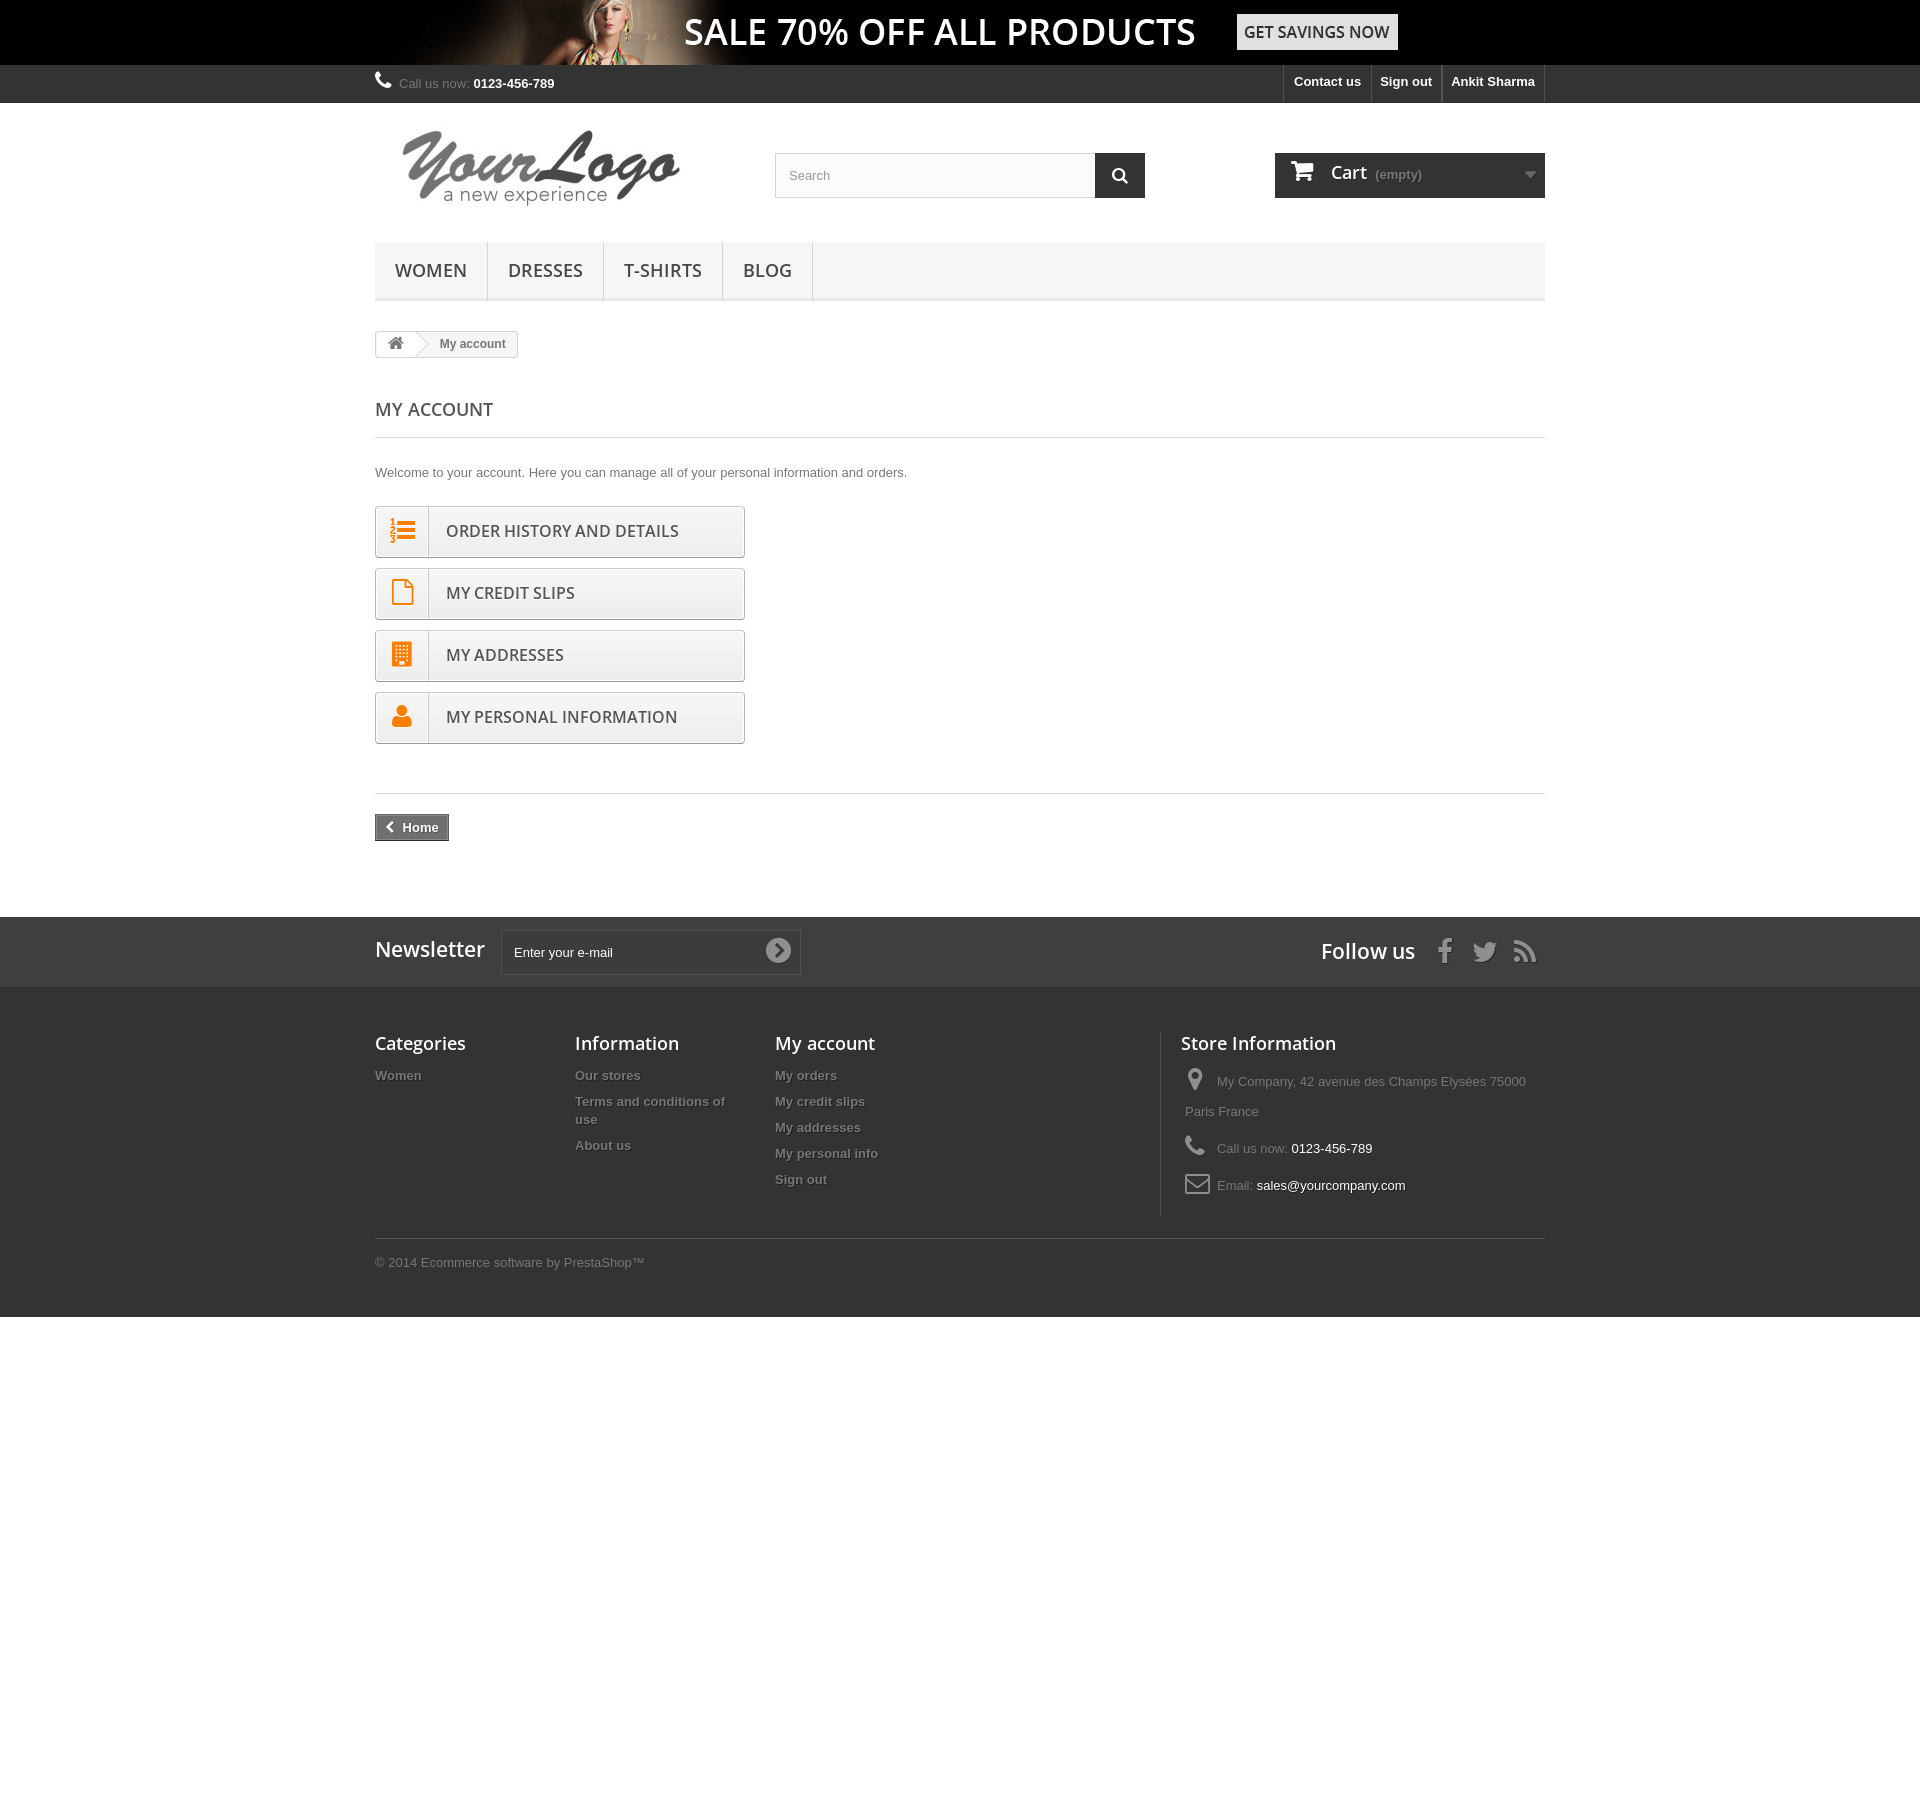 SALE 70% OFF ALL PRODUCTS GET SAVINGS NOW
Call us now: 0123-456-789 Contact us Sign out Ankit Sharma
YourLogo
a new experience
Search
Cart (empty)
WOMEN DRESSES T-SHIRTS BLOG
My account
MY ACCOUNT
Welcome to your account. Here you can manage all of your personal information and orders.
ORDER HISTORY AND DETAILS
MY CREDIT SLIPS
MY ADDRESSES
MY PERSONAL INFORMATION
Home
Newsletter Enter your e-mail Follow us
Categories
Women
Information
Our stores
Terms and conditions of
use
About us
My account
My orders
My credit slips
My addresses
My personal info
Sign out
Store Information
My Company, 42 avenue des Champs Elysées 75000
Paris France
Call us now: 0123-456-789
Email: sales@yourcompany.com
© 2014 Ecommerce software by PrestaShop™